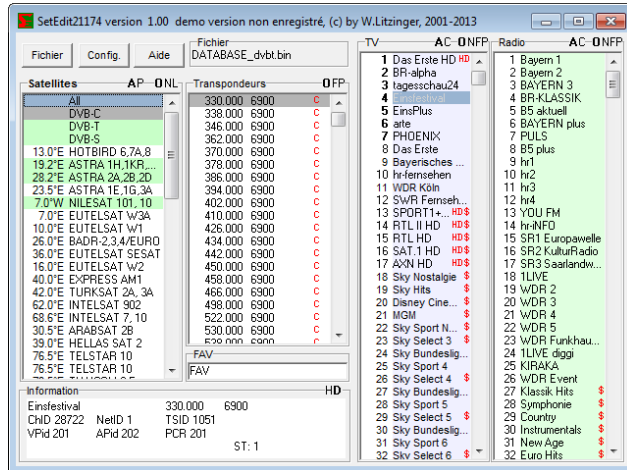 SetEdit21174 version 1.00 demo version non enregistré, (c) by W.Litzinger, 2001-2013
Fichier
Config.
Aide
Fichier
DATABASE_dvbt.bin
Satellites AP ONL
All
DVB-C
DVB-T
DVB-S
13.0°E HOTBIRD 6,7A,8
19.2°E ASTRA 1H,1KR,...
28.2°E ASTRA 2A,2B,2D
23.5°E ASTRA 1E,1G,3A
7.0°W NILESAT 101, 10
7.0°E EUTELSAT W3A
10.0°E EUTELSAT W1
26.0°E BADR-2,3,4/EURO
36.0°E EUTELSAT SESAT
16.0°E EUTELSAT W2
40.0°E EXPRESS AM1
42.0°E TURKSAT 2A, 3A
62.0°E INTELSAT 902
68.6°E INTELSAT 7, 10
30.5°E ARABSAT 2B
39.0°E HELLAS SAT 2
76.5°E TELSTAR 10
76.5°E TELSTAR 10
Transpondeurs OFP
330.000 6900 C
338.000 6900 C
346.000 6900 C
362.000 6900 C
370.000 6900 C
378.000 6900 C
386.000 6900 C
394.000 6900 C
402.000 6900 C
410.000 6900 C
426.000 6900 C
434.000 6900 C
442.000 6900 C
450.000 6900 C
458.000 6900 C
466.000 6900 C
498.000 6900 C
522.000 6900 C
530.000 6900 C
538.000 6900 C
FAV
FAV
TV AC-ONFP
1 Das Erste HD HD
2 BR-alpha
3 tagesschau24
4 Einsfestival
5 EinsPlus
6 arte
7 PHOENIX
8 Das Erste
9 Bayerisches ...
10 hr-fernsehen
11 WDR Köln
12 SWR Fernseh...
13 SPORT1+... HD$
14 RTL II HD HD$
15 RTL HD HD$
16 SAT.1 HD HD$
17 AXN HD HD$
18 Sky Nostalgie $
19 Sky Hits $
20 Disney Cine... $
21 MGM $
22 Sky Sport N... $
23 Sky Select 3 $
24 Sky Bundeslig...
25 Sky Sport 4
26 Sky Select 4 $
27 Sky Bundeslig...
28 Sky Sport 5
29 Sky Select 5 $
30 Sky Bundeslig...
31 Sky Sport 6
32 Sky Select 6 $
Radio AC-ONFP
1 Bayern 1
2 Bayern 2
3 BAYERN 3
4 BR-KLASSIK
5 B5 aktuell
6 BAYERN plus
7 PULS
8 B5 plus
9 hr1
10 hr2
11 hr3
12 hr4
13 YOU FM
14 hr-iNFO
15 SR1 Europawelle
16 SR2 KulturRadio
17 SR3 Saarlandw...
18 1LIVE
19 WDR 2
20 WDR 3
21 WDR 4
22 WDR 5
23 WDR Funkhau...
24 1LIVE diggi
25 KIRAKA
26 WDR Event
27 Klassik Hits $
28 Symphonie $
29 Country $
30 Instrumentals $
31 New Age $
32 Euro Hits $
Information HD
Einsfestival 330.000 6900
ChID 28722 NetID 1 TSID 1051
VPid 201 APid 202 PCR 201
ST: 1